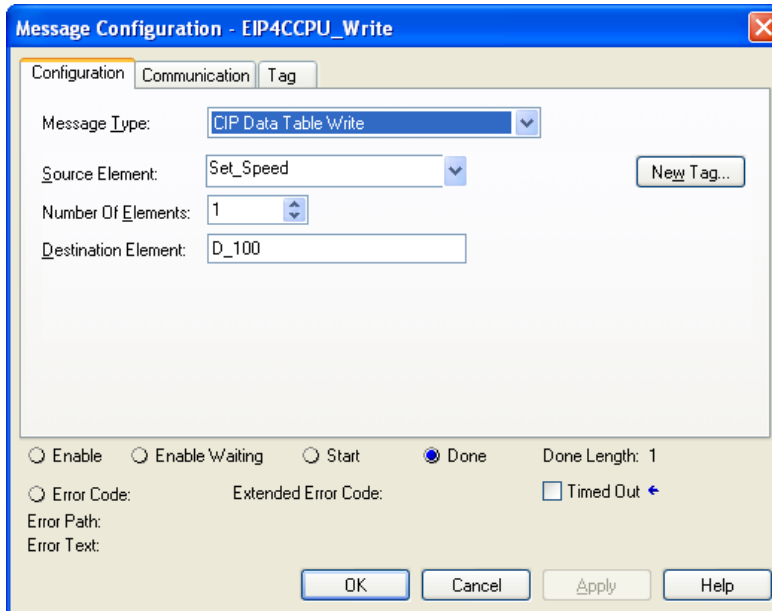 Message Configuration - EIP4CCPU_Write
Configuration Communication Tag
Message Type: CIP Data Table Write
Source Element: Set_Speed New Tag...
Number Of Elements: 1
Destination Element: D_100
Enable Enable Waiting Start Done Done Length: 1
Error Code: Extended Error Code: Timed Out
Error Path:
Error Text:
OK Cancel Apply Help